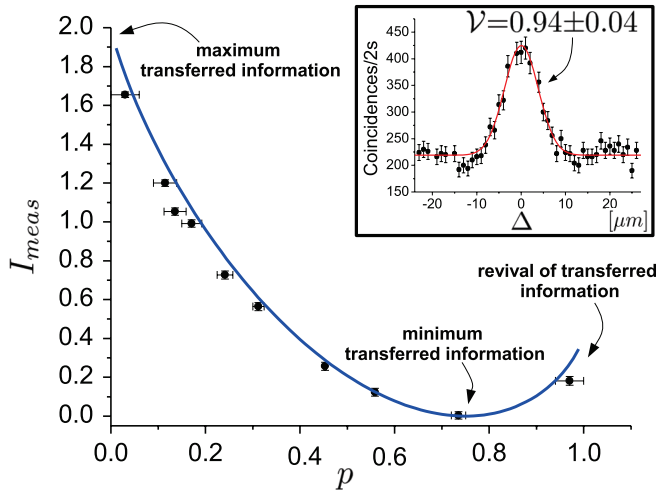 2.0
1.8
1.6
1.4
1.2
1.0
0.8
0.6
0.4
0.2
0.0
I_meas
0.0 0.2 0.4 0.6 0.8 1.0
p
maximum
transferred information
minimum
transferred information
revival of transferred
information
𝒱=0.94±0.04
Coincidences/2s
450
400
350
300
250
200
150
-20 -10 0 10 20
Δ [μm]